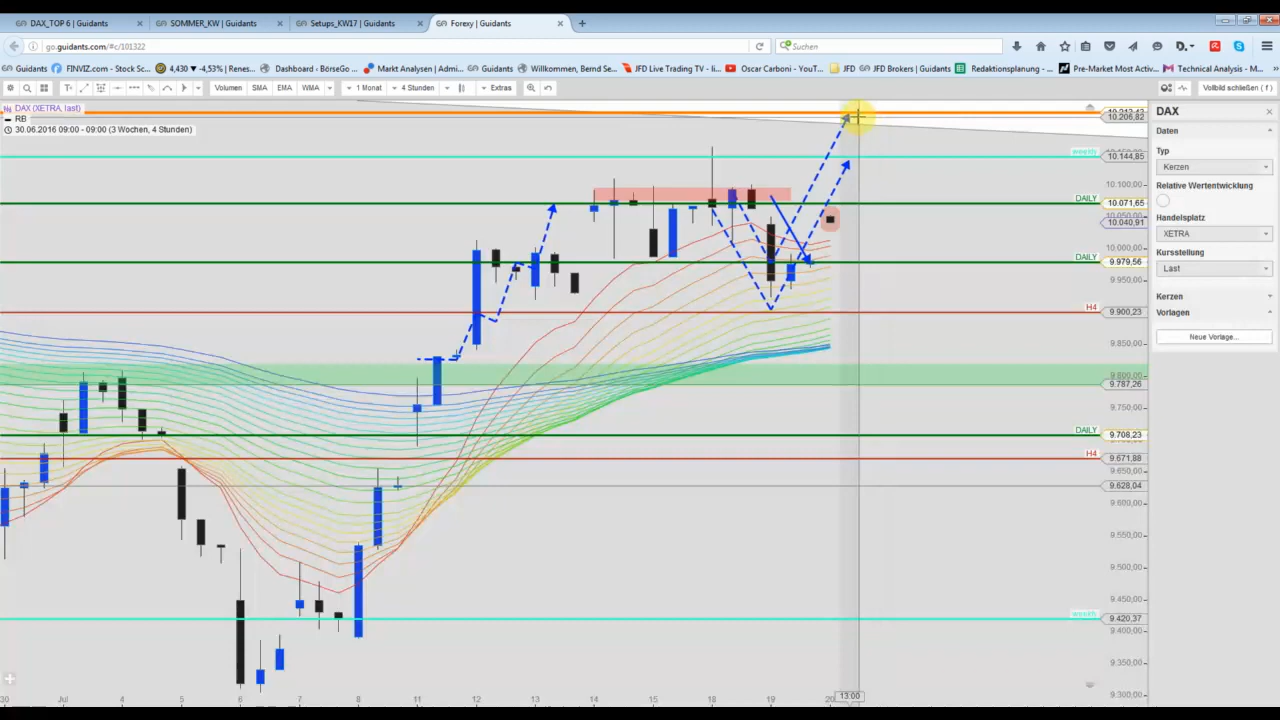 DAX_TOP 6 | Guidants
SOMMER_KW | Guidants
Setups_KW17 | Guidants
Forexy | Guidants
go.guidants.com/#c/101322
Suchen
Guidants
FINVIZ.com - Stock Sc...
4,430 ▾ -4,53% | Renes...
Dashboard - BörseGo ...
Markt Analysen | Admi...
Guidants
Willkommen, Bernd Se...
JFD Live Trading TV - li...
Oscar Carboni - YouT...
JFD
JFD Brokers | Guidants
Redaktionsplanung - ...
Pre-Market Most Activ...
Technical Analysis - M...
Volumen
SMA
EMA
WMA
1 Monat
4 Stunden
Extras
Vollbild schließen ( f )
DAX (XETRA, last)
RB
30.06.2016 09:00 - 09:00 (3 Wochen, 4 Stunden)
10.206,82
weekly
10.144,85
10.100,00
DAILY
10.071,65
10.040,91
10.000,00
DAILY
9.979,56
9.950,00
H4
9.900,23
9.850,00
9.787,26
9.750,00
DAILY
9.708,23
H4
9.671,88
9.650,00
9.628,04
9.600,00
9.550,00
9.500,00
9.450,00
weekly
9.420,37
9.400,00
9.350,00
9.300,00
30 Jul 4 5 6 7 8 11 12 13 14 15 18 19 20 13:00
DAX
Daten
Typ
Kerzen
Relative Wertentwicklung
Handelsplatz
XETRA
Kursstellung
Last
Kerzen
Vorlagen
Neue Vorlage...